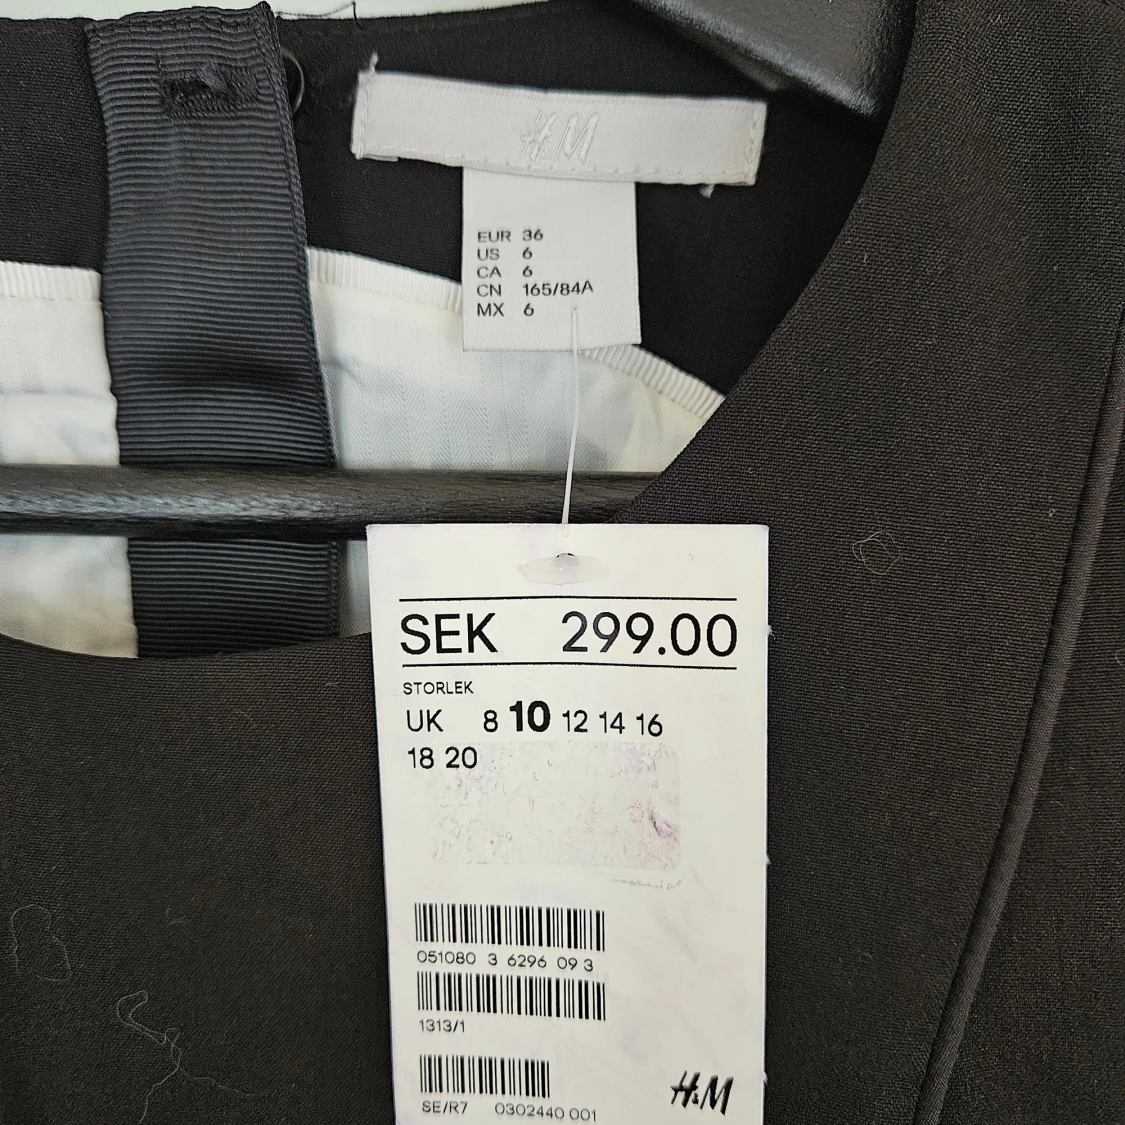 H&M
EUR 36
US 6
CA 6
CN 165/84A
MX 6
SEK 299.00
STORLEK
UK 8 10 12 14 16
18 20
051080 3 6296 09 3
1313/1
SE/R7 0302440 001
H&M